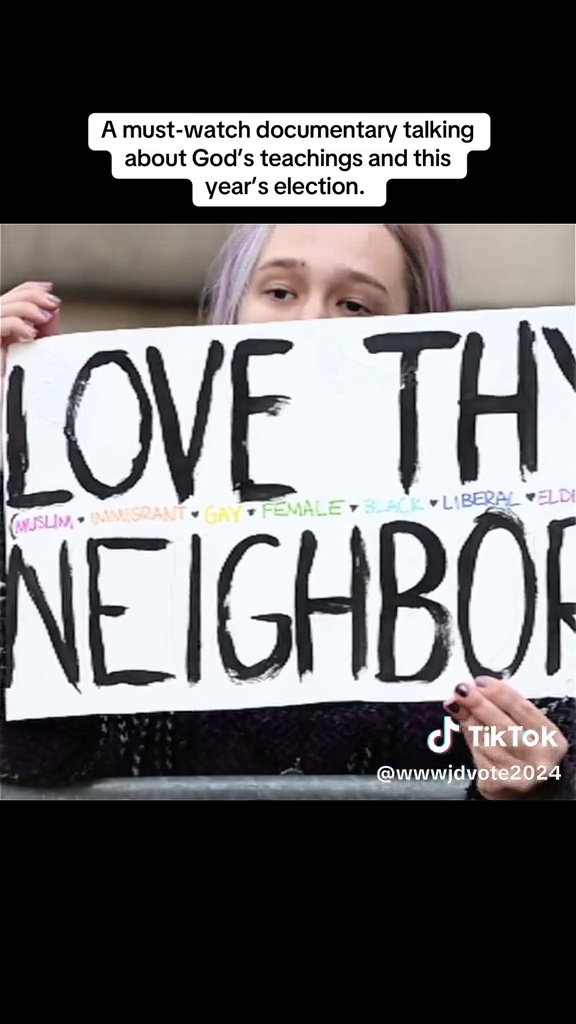 A must-watch documentary talking
about God's teachings and this
year's election.
LOVE THY
(MUSLIM ♥ IMMIGRANT ♥ GAY ♥ FEMALE ♥ BLACK ♥ LIBERAL ♥
NEIGHBOR
TikTok
@wwwjdvote2024